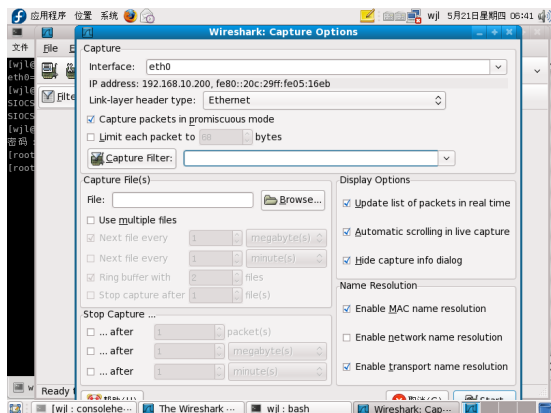 应用程序 位置 系统 wjl 5月21日星期四 06:41
Wireshark: Capture Options
文件 File
Capture
[wjl@
Interface: eth0
eth0=
IP address: 192.168.10.200, fe80::20c:29ff:fe05:16eb
[wjl@
Link-layer header type: Ethernet
SIOCS
Filte
SIOCS
Capture packets in promiscuous mode
[wjl@
Limit each packet to 68 bytes
密码:
[root
Capture Filter:
[root
Capture File(s)
Display Options
File: Browse...
Update list of packets in real time
Use multiple files
Next file every 1 megabyte(s)
Automatic scrolling in live capture
Next file every 1 minute(s)
Hide capture info dialog
Ring buffer with 2 files
Stop capture after 1 file(s)
Name Resolution
Stop Capture ...
Enable MAC name resolution
... after 1 packet(s)
Enable network name resolution
... after 1 megabyte(s)
... after 1 minute(s)
Enable transport name resolution
w Ready
帮助(H) 取消(C) Start
[wjl : consolehe··· The Wireshark ··· wjl : bash Wireshark: Cap···